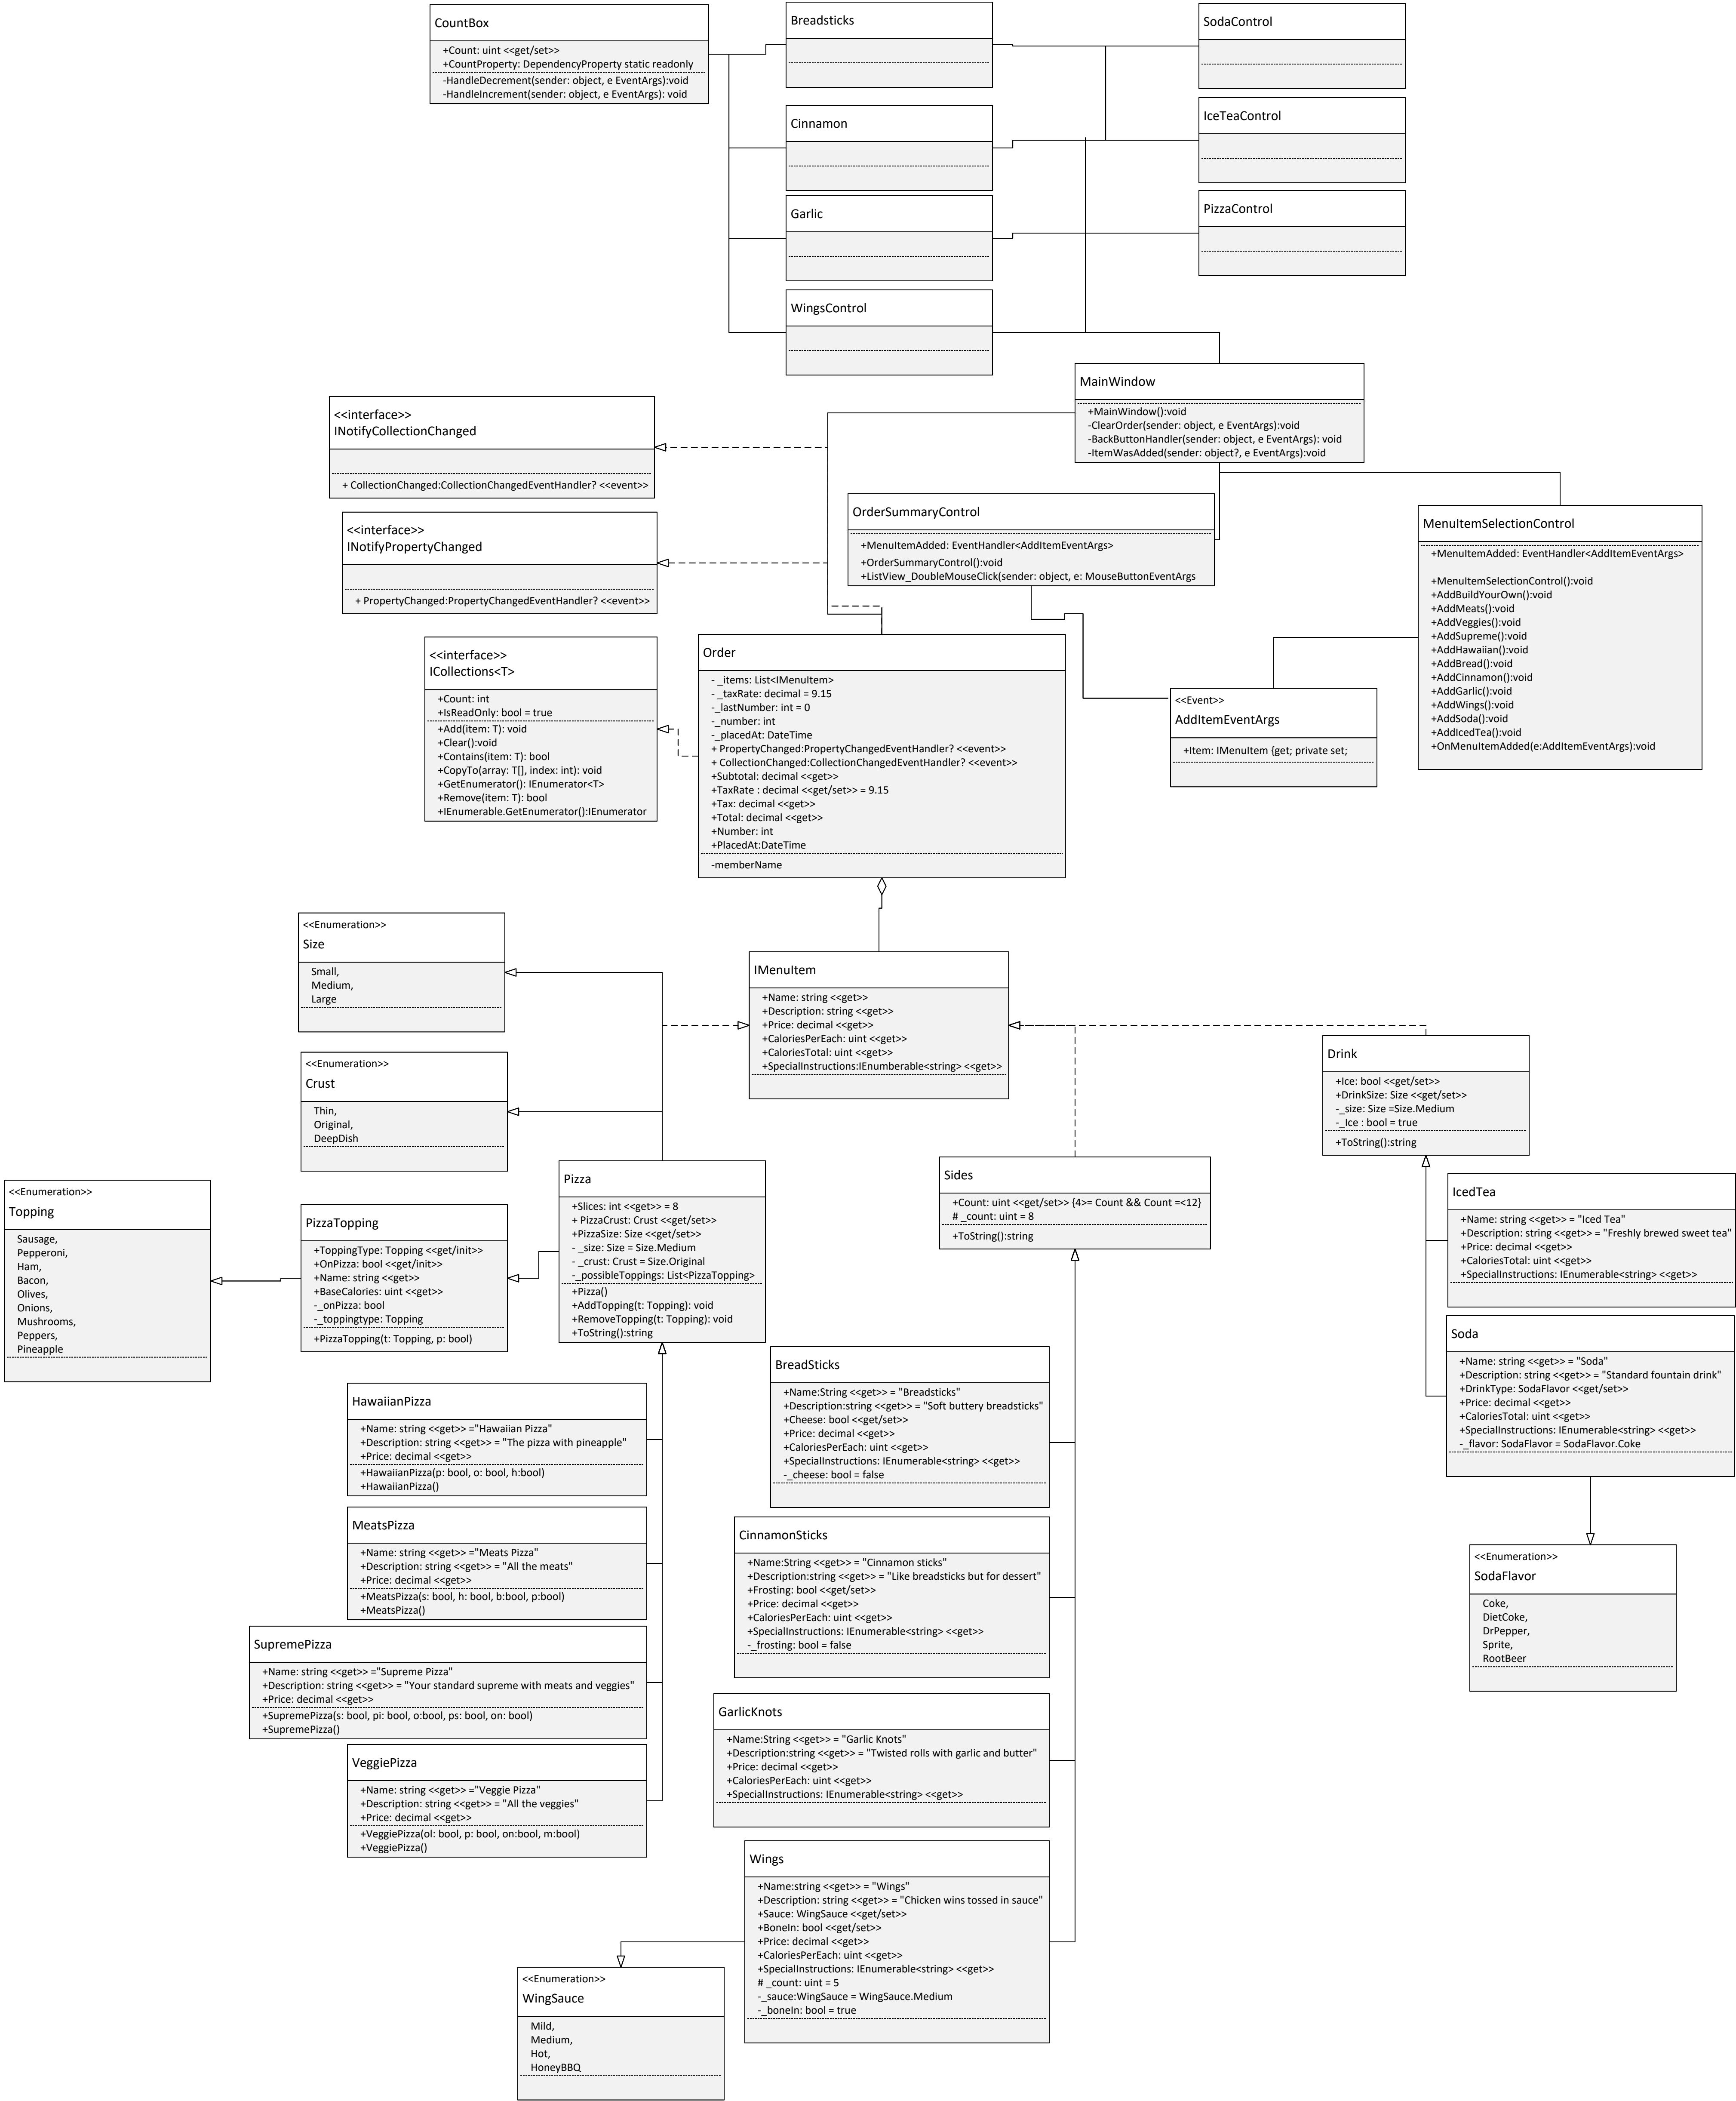 CountBox
+Count: uint <<get/set>>
+CountProperty: DependencyProperty static readonly
-HandleDecrement(sender: object, e EventArgs):void
-HandleIncrement(sender: object, e EventArgs): void
Breadsticks
SodaControl
Cinnamon
IceTeaControl
Garlic
PizzaControl
WingsControl
MainWindow
+MainWindow():void
-ClearOrder(sender: object, e EventArgs):void
-BackButtonHandler(sender: object, e EventArgs): void
-ItemWasAdded(sender: object?, e EventArgs):void
<<interface>>
INotifyCollectionChanged
+ CollectionChanged:CollectionChangedEventHandler? <<event>>
<<interface>>
INotifyPropertyChanged
+ PropertyChanged:PropertyChangedEventHandler? <<event>>
OrderSummaryControl
+MenuItemAdded: EventHandler<AddItemEventArgs>
+OrderSummaryControl():void
+ListView_DoubleMouseClick(sender: object, e: MouseButtonEventArgs
MenuItemSelectionControl
+MenuItemAdded: EventHandler<AddItemEventArgs>
+MenuItemSelectionControl():void
+AddBuildYourOwn():void
+AddMeats():void
+AddVeggies():void
+AddSupreme():void
+AddHawaiian():void
+AddBread():void
+AddCinnamon():void
+AddGarlic():void
+AddWings():void
+AddSoda():void
+AddIcedTea():void
+OnMenuItemAdded(e:AddItemEventArgs):void
<<interface>>
ICollections<T>
+Count: int
+IsReadOnly: bool = true
+Add(item: T): void
+Clear():void
+Contains(item: T): bool
+CopyTo(array: T[], index: int): void
+GetEnumerator(): IEnumerator<T>
+Remove(item: T): bool
+IEnumerable.GetEnumerator():IEnumerator
Order
- _items: List<IMenuItem>
- _taxRate: decimal = 9.15
-_lastNumber: int = 0
-_number: int
-_placedAt: DateTime
+ PropertyChanged:PropertyChangedEventHandler? <<event>>
+ CollectionChanged:CollectionChangedEventHandler? <<event>>
+Subtotal: decimal <<get>>
+TaxRate : decimal <<get/set>> = 9.15
+Tax: decimal <<get>>
+Total: decimal <<get>>
+Number: int
+PlacedAt:DateTime
-memberName
<<Event>>
AddItemEventArgs
+Item: IMenuItem {get; private set;
<<Enumeration>>
Size
Small,
Medium,
Large
IMenuItem
+Name: string <<get>>
+Description: string <<get>>
+Price: decimal <<get>>
+CaloriesPerEach: uint <<get>>
+CaloriesTotal: uint <<get>>
+SpecialInstructions:IEnumberable<string> <<get>>
<<Enumeration>>
Crust
Thin,
Original,
DeepDish
Drink
+Ice: bool <<get/set>>
+DrinkSize: Size <<get/set>>
-_size: Size =Size.Medium
-_Ice : bool = true
+ToString():string
<<Enumeration>>
Topping
Sausage,
Pepperoni,
Ham,
Bacon,
Olives,
Onions,
Mushrooms,
Peppers,
Pineapple
PizzaTopping
+ToppingType: Topping <<get/init>>
+OnPizza: bool <<get/init>>
+Name: string <<get>>
+BaseCalories: uint <<get>>
-_onPizza: bool
-_toppingtype: Topping
+PizzaTopping(t: Topping, p: bool)
Pizza
+Slices: int <<get>> = 8
+ PizzaCrust: Crust <<get/set>>
+PizzaSize: Size <<get/set>>
- _size: Size = Size.Medium
- _crust: Crust = Size.Original
-_possibleToppings: List<PizzaTopping>
+Pizza()
+AddTopping(t: Topping): void
+RemoveTopping(t: Topping): void
+ToString():string
Sides
+Count: uint <<get/set>> {4>= Count && Count =<12}
# _count: uint = 8
+ToString():string
IcedTea
+Name: string <<get>> = "Iced Tea"
+Description: string <<get>> = "Freshly brewed sweet tea"
+Price: decimal <<get>>
+CaloriesTotal: uint <<get>>
+SpecialInstructions: IEnumerable<string> <<get>>
Soda
+Name: string <<get>> = "Soda"
+Description: string <<get>> = "Standard fountain drink"
+DrinkType: SodaFlavor <<get/set>>
+Price: decimal <<get>>
+CaloriesTotal: uint <<get>>
+SpecialInstructions: IEnumerable<string> <<get>>
-_flavor: SodaFlavor = SodaFlavor.Coke
HawaiianPizza
+Name: string <<get>> ="Hawaiian Pizza"
+Description: string <<get>> = "The pizza with pineapple"
+Price: decimal <<get>>
+HawaiianPizza(p: bool, o: bool, h:bool)
+HawaiianPizza()
BreadSticks
+Name:String <<get>> = "Breadsticks"
+Description:string <<get>> = "Soft buttery breadsticks"
+Cheese: bool <<get/set>>
+Price: decimal <<get>>
+CaloriesPerEach: uint <<get>>
+SpecialInstructions: IEnumerable<string> <<get>>
-_cheese: bool = false
MeatsPizza
+Name: string <<get>> ="Meats Pizza"
+Description: string <<get>> = "All the meats"
+Price: decimal <<get>>
+MeatsPizza(s: bool, h: bool, b:bool, p:bool)
+MeatsPizza()
CinnamonSticks
+Name:String <<get>> = "Cinnamon sticks"
+Description:string <<get>> = "Like breadsticks but for dessert"
+Frosting: bool <<get/set>>
+Price: decimal <<get>>
+CaloriesPerEach: uint <<get>>
+SpecialInstructions: IEnumerable<string> <<get>>
-_frosting: bool = false
<<Enumeration>>
SodaFlavor
Coke,
DietCoke,
DrPepper,
Sprite,
RootBeer
SupremePizza
+Name: string <<get>> ="Supreme Pizza"
+Description: string <<get>> = "Your standard supreme with meats and veggies"
+Price: decimal <<get>>
+SupremePizza(s: bool, pi: bool, o:bool, ps: bool, on: bool)
+SupremePizza()
GarlicKnots
+Name:String <<get>> = "Garlic Knots"
+Description:string <<get>> = "Twisted rolls with garlic and butter"
+Price: decimal <<get>>
+CaloriesPerEach: uint <<get>>
+SpecialInstructions: IEnumerable<string> <<get>>
VeggiePizza
+Name: string <<get>> ="Veggie Pizza"
+Description: string <<get>> = "All the veggies"
+Price: decimal <<get>>
+VeggiePizza(ol: bool, p: bool, on:bool, m:bool)
+VeggiePizza()
Wings
+Name:string <<get>> = "Wings"
+Description: string <<get>> = "Chicken wins tossed in sauce"
+Sauce: WingSauce <<get/set>>
+BoneIn: bool <<get/set>>
+Price: decimal <<get>>
+CaloriesPerEach: uint <<get>>
+SpecialInstructions: IEnumerable<string> <<get>>
# _count: uint = 5
-_sauce:WingSauce = WingSauce.Medium
-_boneIn: bool = true
<<Enumeration>>
WingSauce
Mild,
Medium,
Hot,
HoneyBBQ